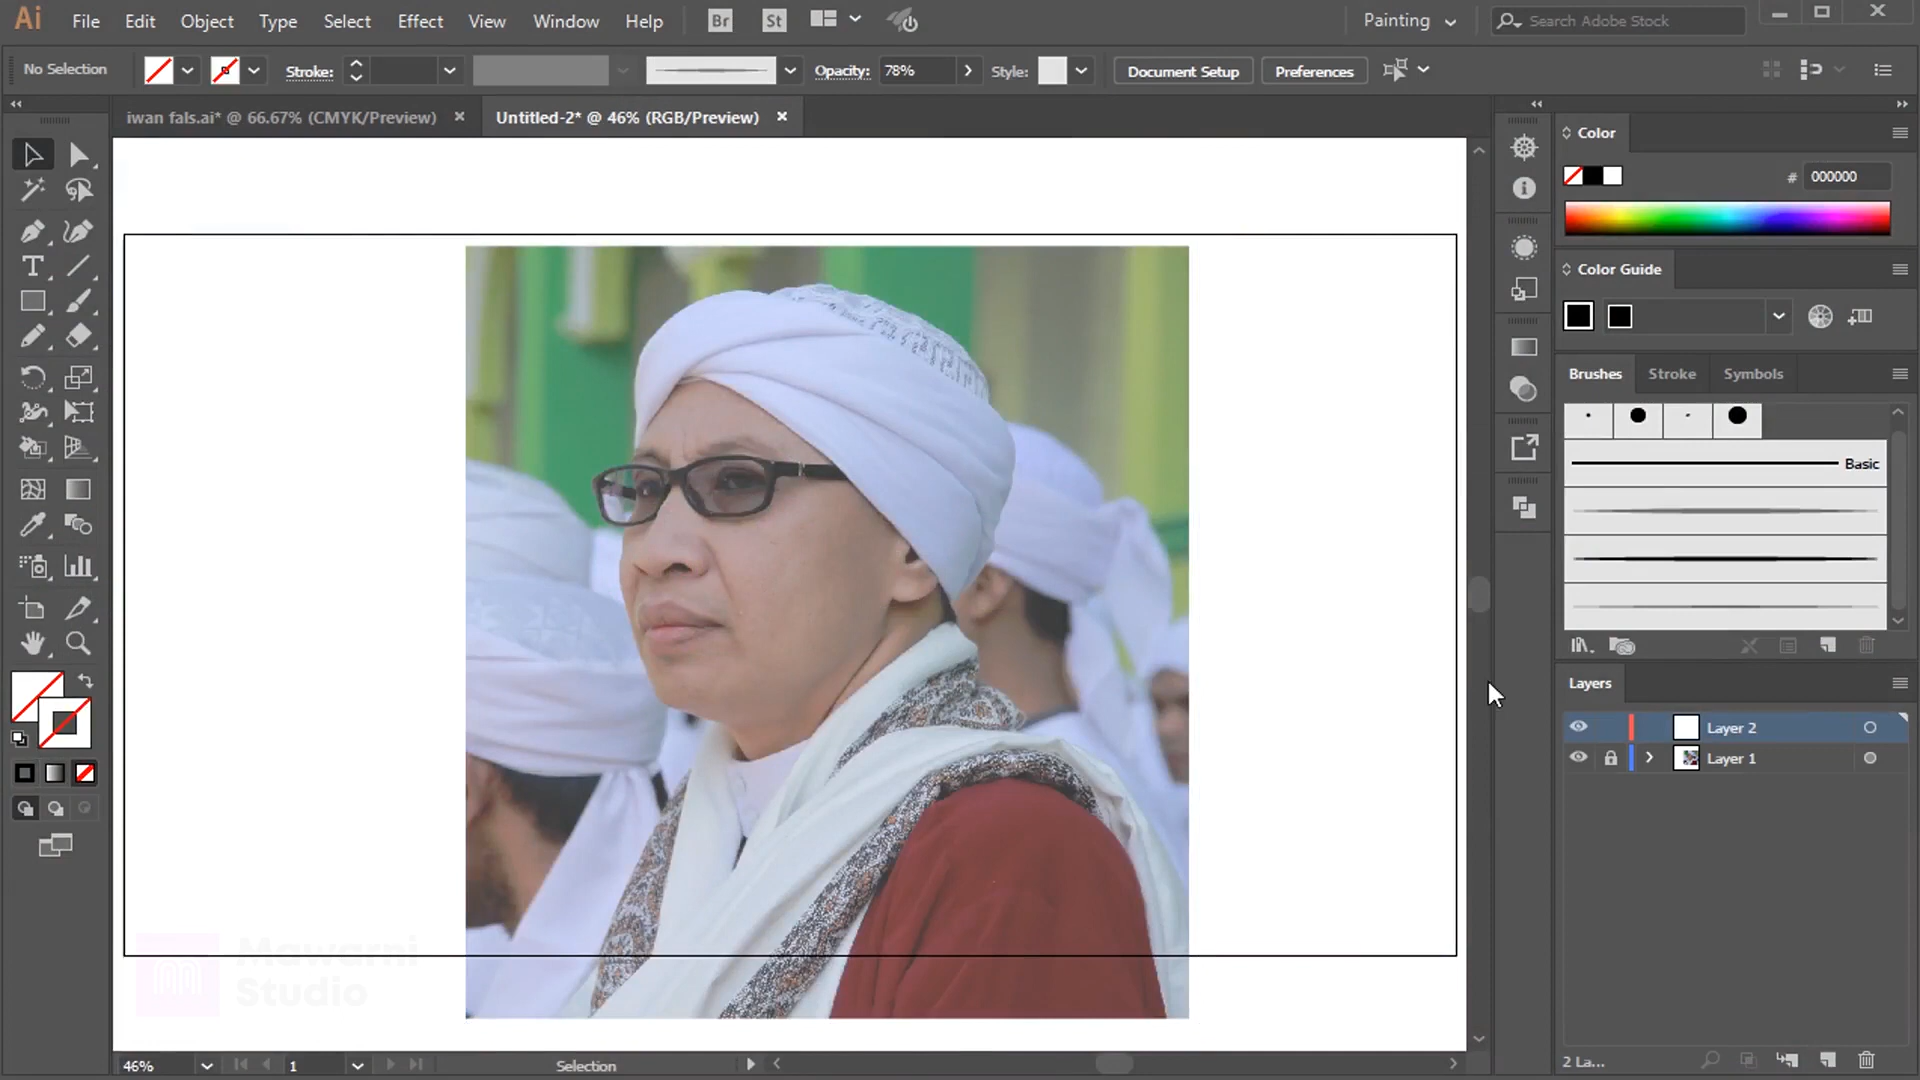 Ai File Edit Object Type Select Effect View Window Help Br St Painting Search Adobe Stock
No Selection Stroke: Opacity: 78% Style: Document Setup Preferences
iwan fals.ai* @ 66.67% (CMYK/Preview) Untitled-2* @ 46% (RGB/Preview)
Color
# 000000
Color Guide
Brushes Stroke Symbols
Basic
Layers
Layer 2
Layer 1
Mawarni
Studio
46% 1 Selection 2 La...